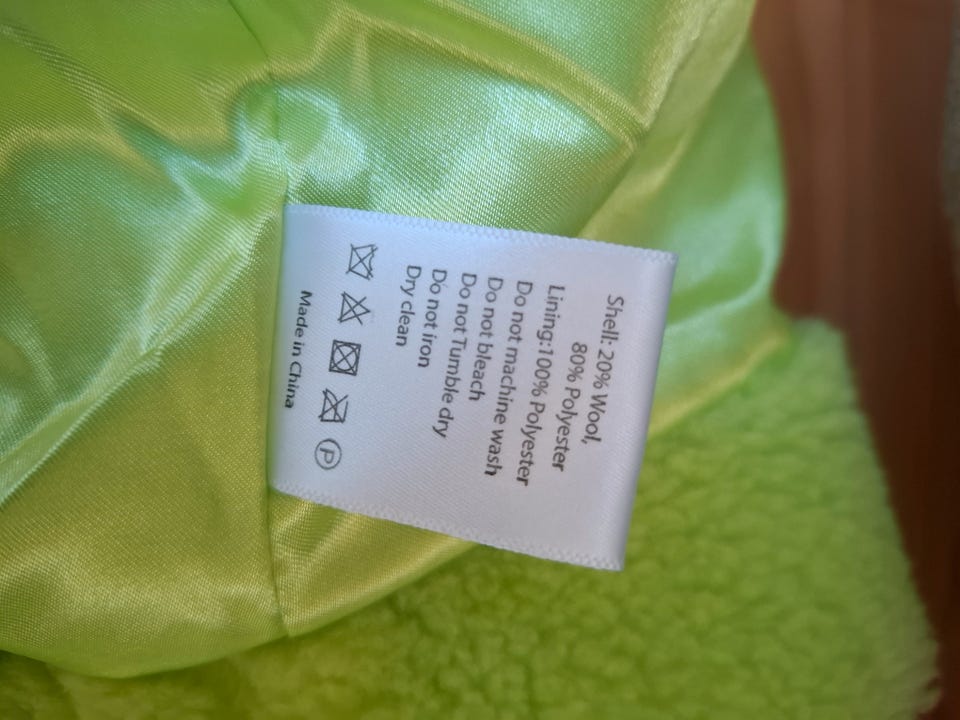 Shell: 20% Wool,
80% Polyester
Lining:100% Polyester
Do not machine wash
Do not bleach
Do not Tumble dry
Do not iron
Dry clean
P
Made in China